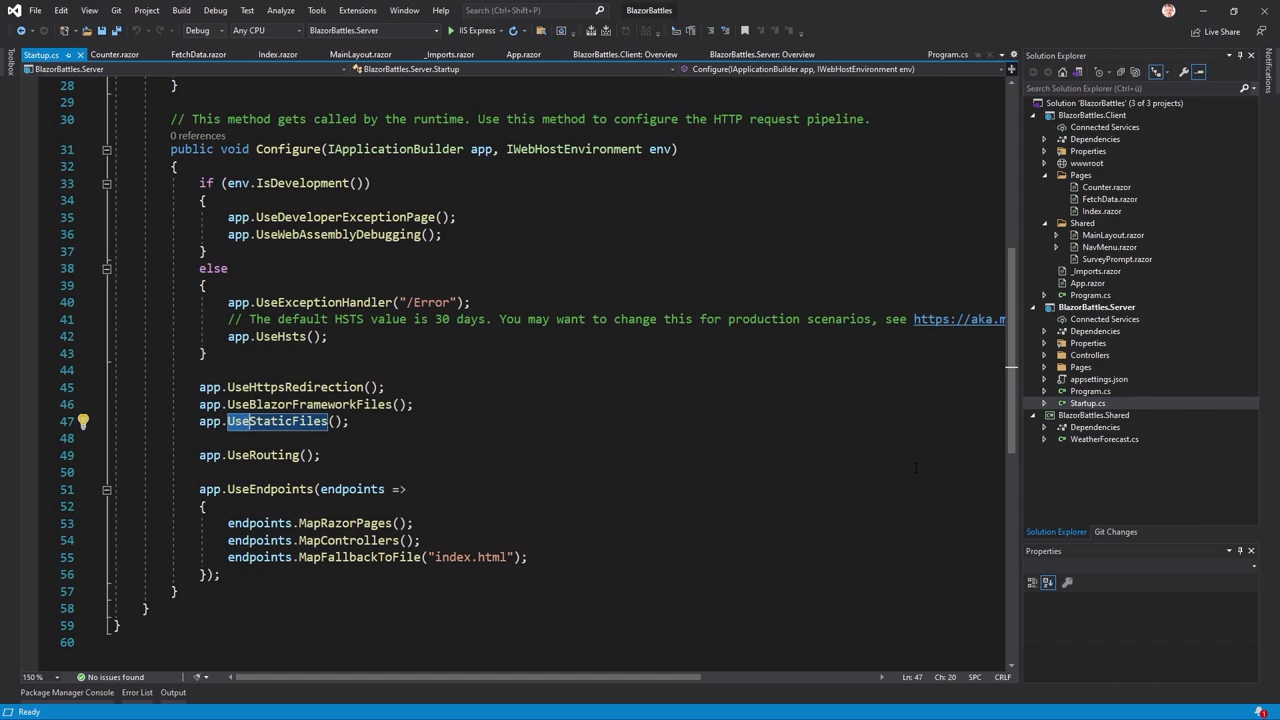 File Edit View Git Project Build Debug Test Analyze Tools Extensions Window Help Search (Ctrl+Q) BlazorBattles
Debug Any CPU BlazorBattles.Server IIS Express Live Share
Toolbox
Startup.cs Counter.razor FetchData.razor Index.razor MainLayout.razor _Imports.razor BlazorBattles.Client: Overview BlazorBattles.Server: Overview Program.cs
BlazorBattles.Server BlazorBattles.Server.Startup Configure(IApplicationBuilder app, IWebHostEnvironment env)
28 }
29
30 // This method gets called by the runtime. Use this method to configure the HTTP request pipeline.
0 references
31 public void Configure(IApplicationBuilder app, IWebHostEnvironment env)
32 {
33 if (env.IsDevelopment())
34 {
35 app.UseDeveloperExceptionPage();
36 app.UseWebAssemblyDebugging();
37 }
38 else
39 {
40 app.UseExceptionHandler("/Error");
41 // The default HSTS value is 30 days. You may want to change this for production scenarios, see https://aka.m
42 app.UseHsts();
43 }
44
45 app.UseHttpsRedirection();
46 app.UseBlazorFrameworkFiles();
47 app.UseStaticFiles();
48
49 app.UseRouting();
50
51 app.UseEndpoints(endpoints =>
52 {
53 endpoints.MapRazorPages();
54 endpoints.MapControllers();
55 endpoints.MapFallbackToFile("index.html");
56 });
57 }
58 }
59 }
60
150 % No issues found Ln: 47 Ch: 20 SPC CRLF
Package Manager Console Error List Output
Ready
Solution Explorer
Search Solution Explorer (Ctrl+ü)
Solution 'BlazorBattles' (3 of 3 projects)
BlazorBattles.Client
Connected Services
Dependencies
Properties
wwwroot
Pages
Counter.razor
FetchData.razor
Index.razor
Shared
MainLayout.razor
NavMenu.razor
SurveyPrompt.razor
_Imports.razor
App.razor
Program.cs
BlazorBattles.Server
Connected Services
Dependencies
Properties
Controllers
Pages
appsettings.json
Program.cs
Startup.cs
BlazorBattles.Shared
Dependencies
WeatherForecast.cs
Solution Explorer Git Changes
Properties
Notifications
1